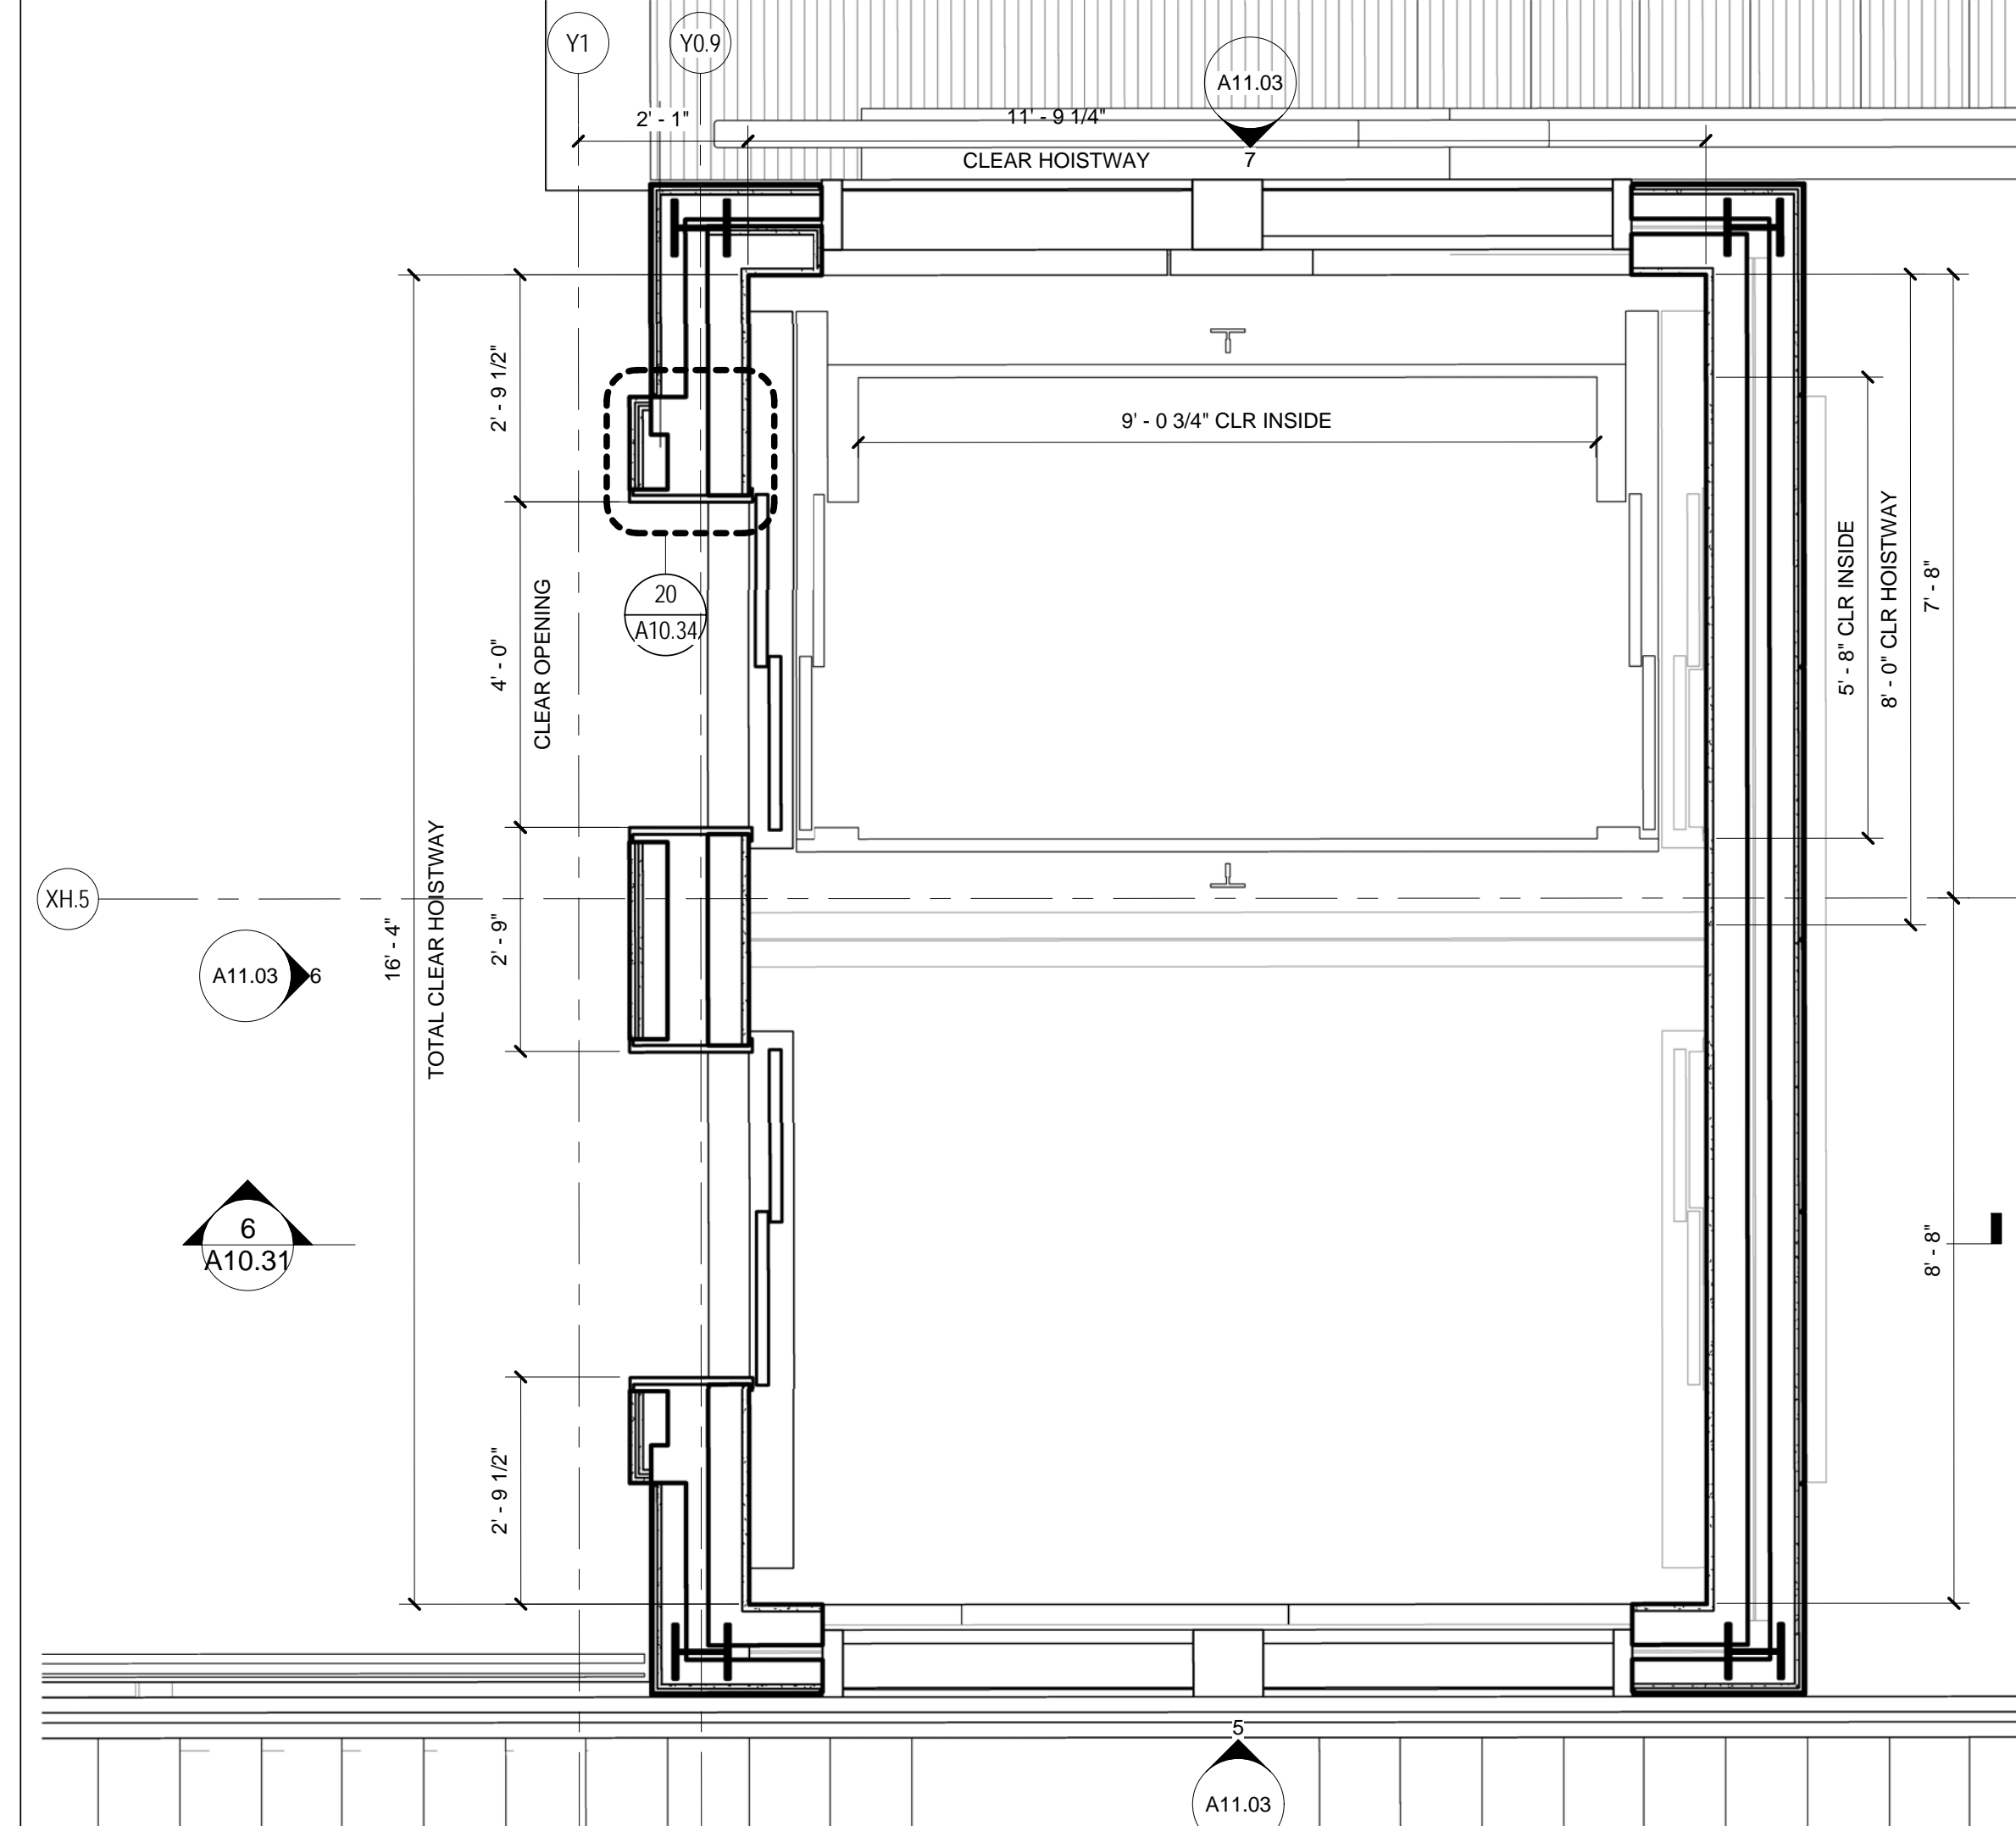 Y1
Y0.9
A11.03
7
2' - 1"
11' - 9 1/4"
CLEAR HOISTWAY
2' - 9 1/2"
9' - 0 3/4" CLR INSIDE
20
A10.34
4' - 0"
CLEAR OPENING
5' - 8" CLR INSIDE
8' - 0" CLR HOISTWAY
7' - 8"
XH.5
A11.03
6
16' - 4"
TOTAL CLEAR HOISTWAY
2' - 9"
6
A10.31
8' - 8"
2' - 9 1/2"
5
A11.03